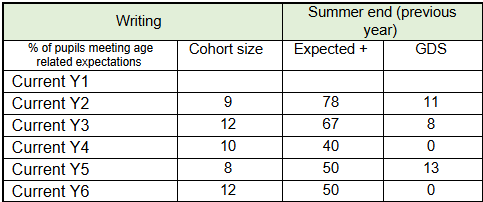 Writing Summer end (previous
year)
% of pupils meeting age
related expectations Cohort size Expected + GDS
Current Y1
Current Y2 9 78 11
Current Y3 12 67 8
Current Y4 10 40 0
Current Y5 8 50 13
Current Y6 12 50 0